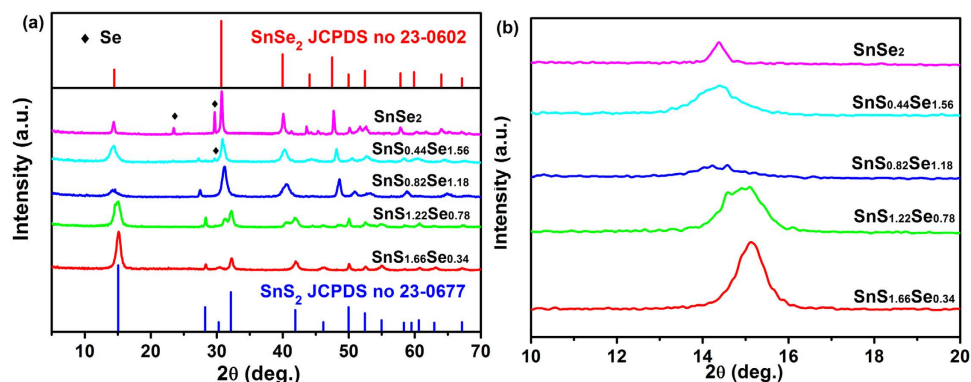 (a)
◆ Se
SnSe₂ JCPDS no 23-0602
SnSe₂
◆
◆
SnS₀.₄₄Se₁.₅₆
◆
SnS₀.₈₂Se₁.₁₈
SnS₁.₂₂Se₀.₇₈
SnS₁.₆₆Se₀.₃₄
SnS₂ JCPDS no 23-0677
Intensity (a.u.)
10 20 30 40 50 60 70
2θ (deg.)
(b)
SnSe₂
SnS₀.₄₄Se₁.₅₆
SnS₀.₈₂Se₁.₁₈
SnS₁.₂₂Se₀.₇₈
SnS₁.₆₆Se₀.₃₄
Intensity (a.u.)
10 12 14 16 18 20
2θ (deg.)